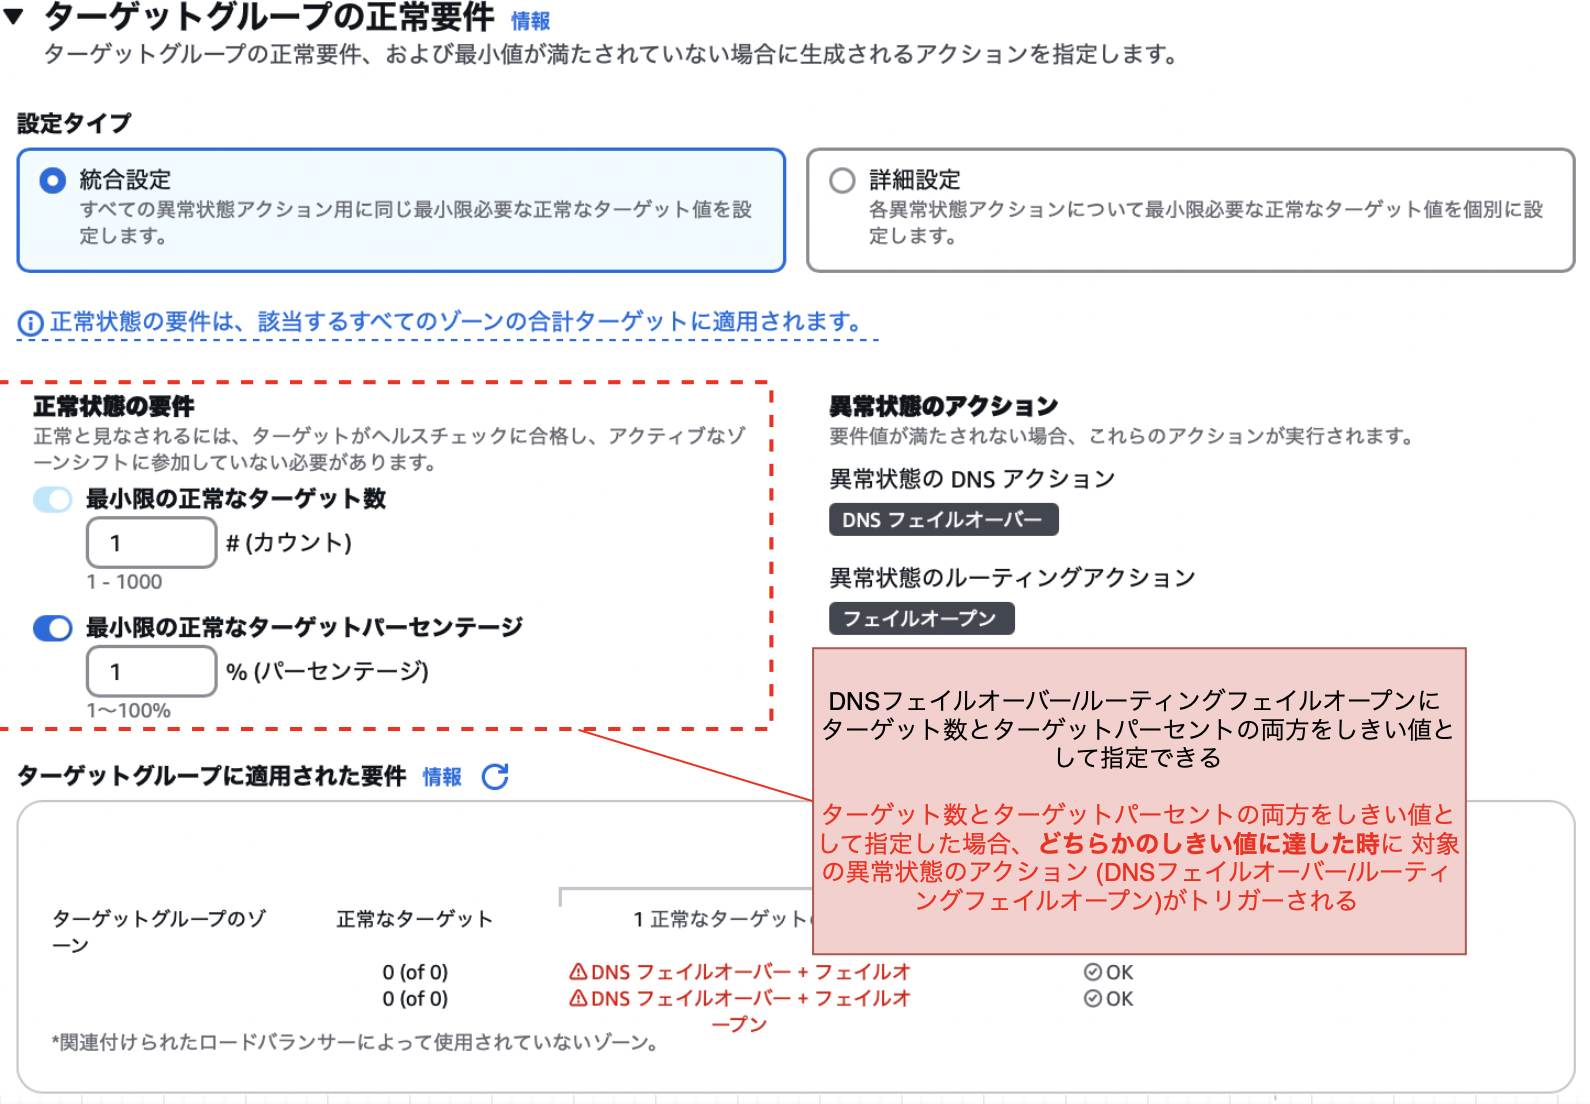 ▼ ターゲットグループの正常要件 情報
ターゲットグループの正常要件、および最小値が満たされていない場合に生成されるアクションを指定します。
設定タイプ
統合設定
すべての異常状態アクション用に同じ最小限必要な正常なターゲット値を設
定します。
詳細設定
各異常状態アクションについて最小限必要な正常なターゲット値を個別に設
定します。
正常状態の要件は、該当するすべてのゾーンの合計ターゲットに適用されます。
正常状態の要件
正常と見なされるには、ターゲットがヘルスチェックに合格し、アクティブなゾ
ーンシフトに参加していない必要があります。
最小限の正常なターゲット数
1 # (カウント)
1 - 1000
最小限の正常なターゲットパーセンテージ
1 % (パーセンテージ)
1〜100%
異常状態のアクション
要件値が満たされない場合、これらのアクションが実行されます。
異常状態の DNS アクション
DNS フェイルオーバー
異常状態のルーティングアクション
フェイルオープン
DNSフェイルオーバー/ルーティングフェイルオープンに
ターゲット数とターゲットパーセントの両方をしきい値と
して指定できる
ターゲット数とターゲットパーセントの両方をしきい値と
して指定した場合、どちらかのしきい値に達した時に 対象
の異常状態のアクション (DNSフェイルオーバー/ルーティ
ングフェイルオープン)がトリガーされる
ターゲットグループに適用された要件 情報
ターゲットグループのゾ
ーン
正常なターゲット
1 正常なターゲット
0 (of 0) DNS フェイルオーバー + フェイルオ OK
0 (of 0) DNS フェイルオーバー + フェイルオ OK
ープン
*関連付けられたロードバランサーによって使用されていないゾーン。